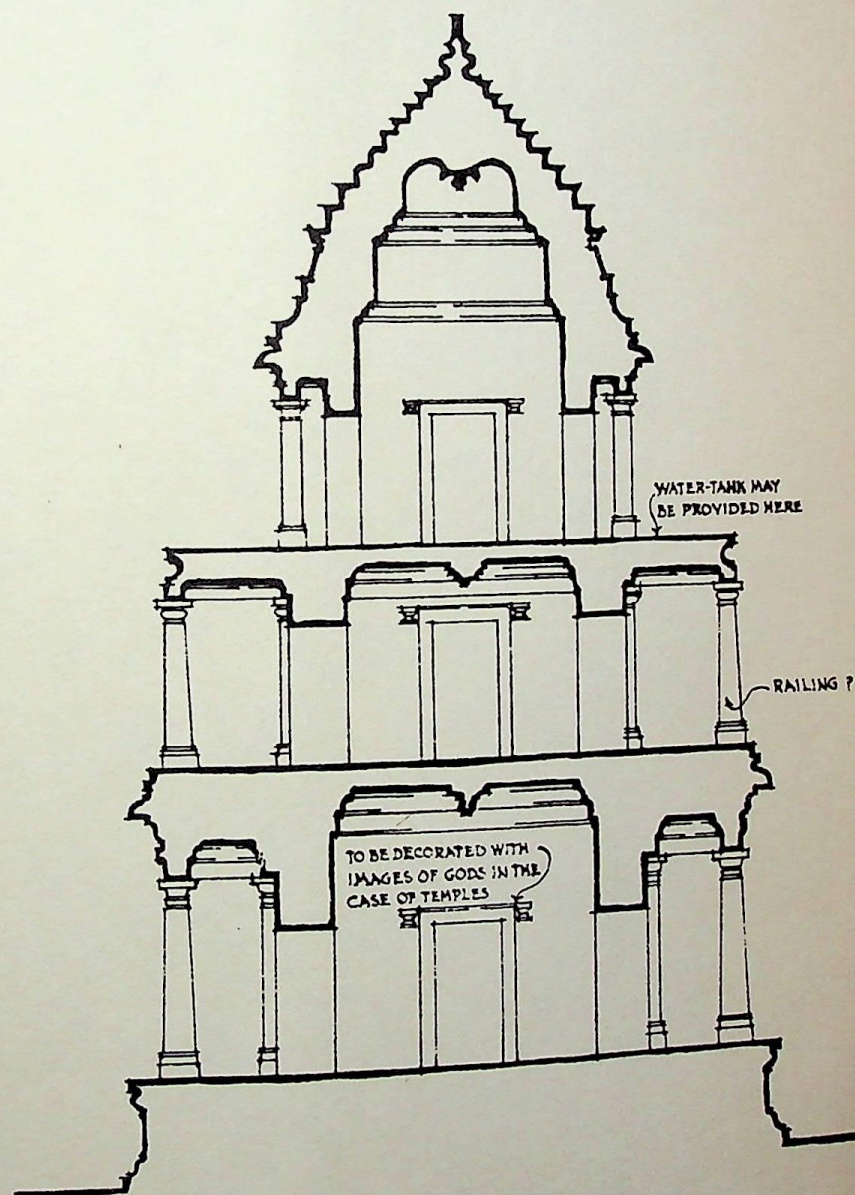 WATER-TANK MAY
BE PROVIDED HERE
RAILING ?
TO BE DECORATED WITH
IMAGES OF GODS IN THE
CASE OF TEMPLES